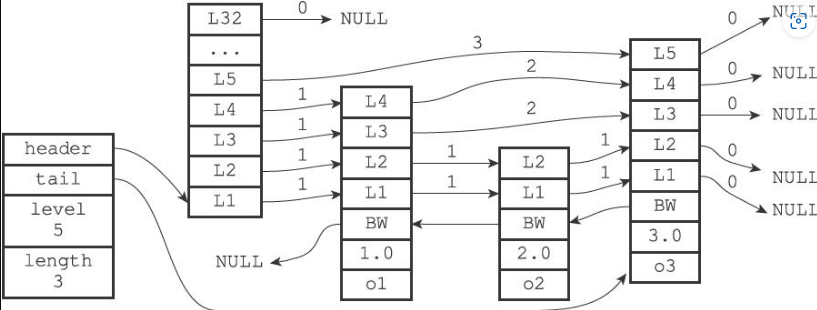 header
tail
level
5
length
3
L32
...
L5
L4
L3
L2
L1
0
NULL
3
1
1
1
1
L4
L3
L2
L1
BW
1.0
o1
NULL
2
2
1
1
L2
L1
BW
2.0
o2
1
1
L5
L4
L3
L2
L1
BW
3.0
o3
0
NULL
0
NULL
0
NULL
0
NULL
0
NULL